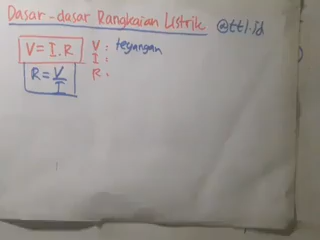 Dasar-dasar Rangkaian Listrik @ttl.id
V = I.R V : tegangan
I :
R = V/I R.